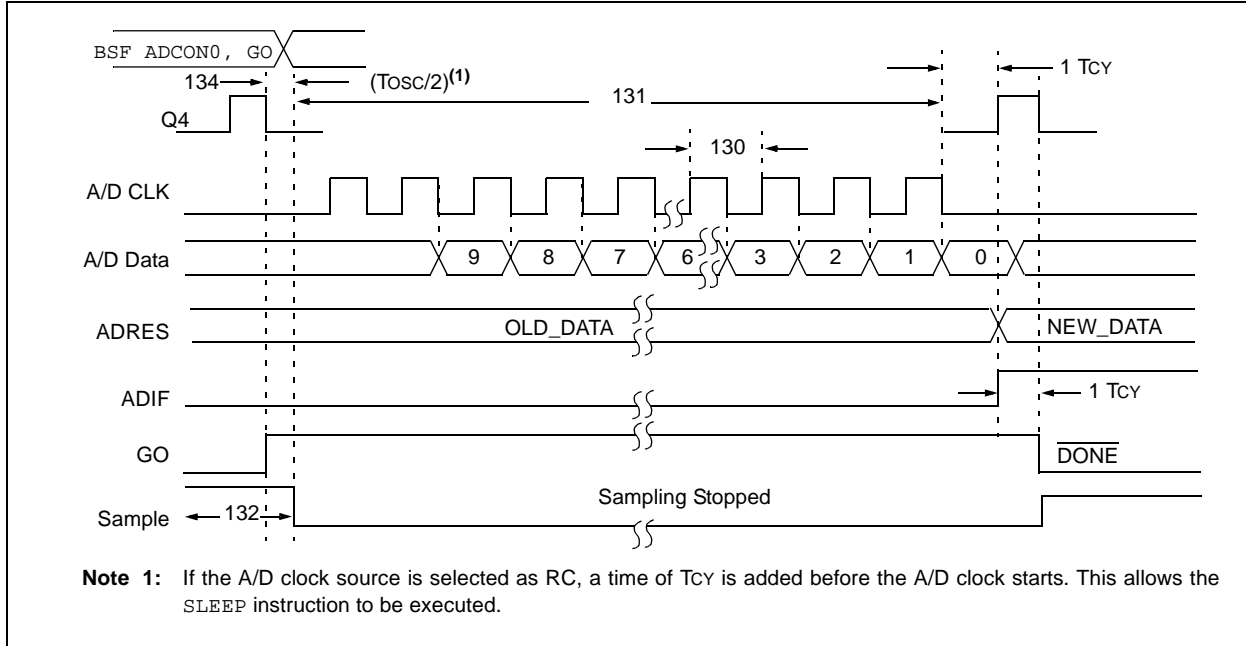 BSF ADCON0, GO
134
(TOSC/2)(1)
131
1 TCY
Q4
130
A/D CLK
A/D Data
9 8 7 6 3 2 1 0
ADRES
OLD_DATA
NEW_DATA
ADIF
1 TCY
GO
DONE
Sampling Stopped
Sample
132
Note 1: If the A/D clock source is selected as RC, a time of TCY is added before the A/D clock starts. This allows the
SLEEP instruction to be executed.